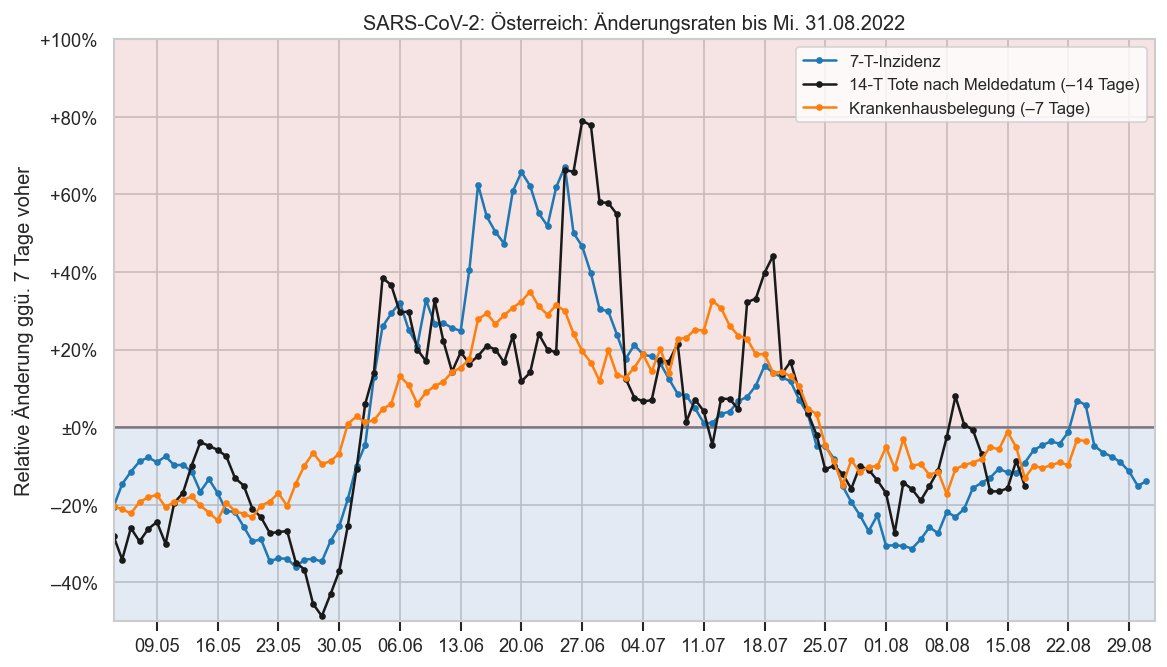 SARS-CoV-2: Österreich: Änderungsraten bis Mi. 31.08.2022
+100%
+80%
+60%
+40%
+20%
±0%
–20%
–40%
Relative Änderung ggü. 7 Tage voher
7-T-Inzidenz
14-T Tote nach Meldedatum (–14 Tage)
Krankenhausbelegung (–7 Tage)
09.05 16.05 23.05 30.05 06.06 13.06 20.06 27.06 04.07 11.07 18.07 25.07 01.08 08.08 15.08 22.08 29.08